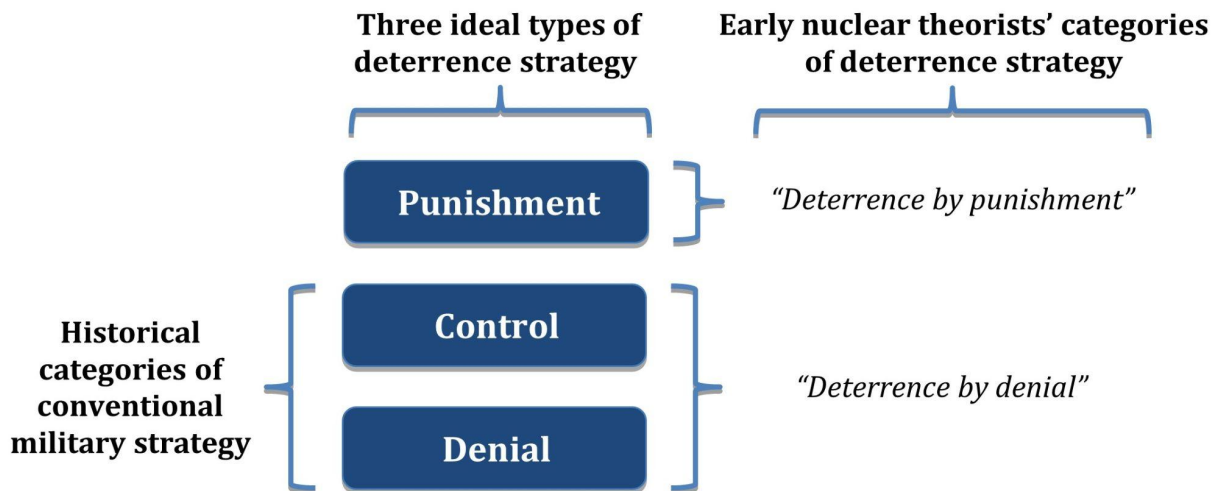 Three ideal types of
deterrence strategy
Early nuclear theorists’ categories
of deterrence strategy
Punishment
“Deterrence by punishment”
Historical
categories of
conventional
military strategy
Control
Denial
“Deterrence by denial”